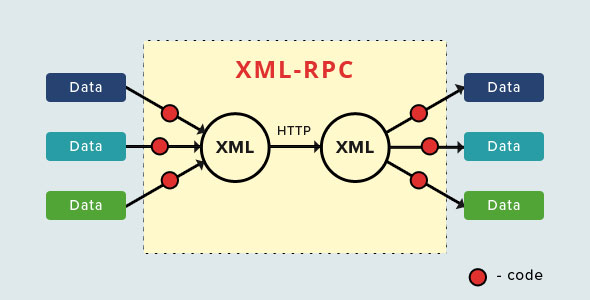 XML-RPC
Data
Data
HTTP
Data
XML
XML
Data
Data
Data
- code